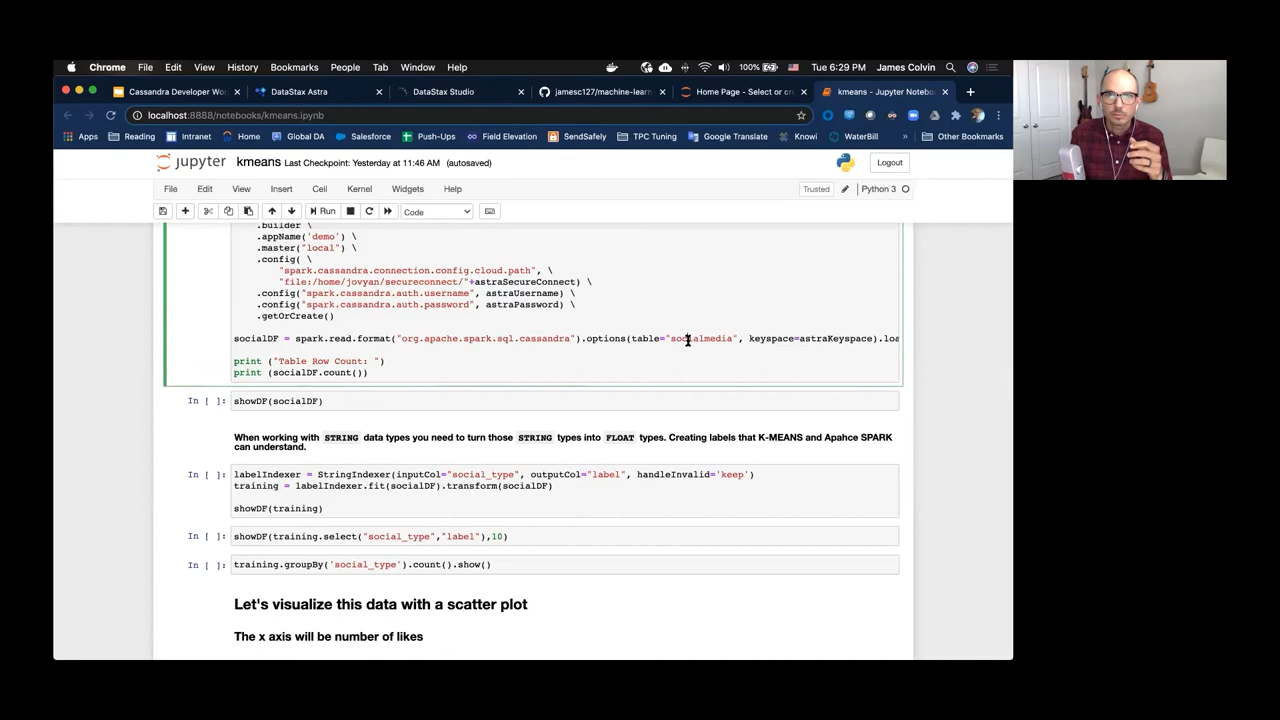 Chrome File Edit View History Bookmarks People Tab Window Help 100% Tue 6:29 PM James Colvin
Cassandra Developer Wor DataStax Astra DataStax Studio jamesc127/machine-learn Home Page - Select or cre kmeans - Jupyter Notebo
localhost:8888/notebooks/kmeans.ipynb
Apps Reading Intranet Home Global DA Salesforce Push-Ups Field Elevation SendSafely TPC Tuning Google Translate Knowi WaterBill » Other Bookmarks
jupyter kmeans Last Checkpoint: Yesterday at 11:46 AM (autosaved) Logout
File Edit View Insert Cell Kernel Widgets Help Trusted Python 3
Run Code
.builder \
.appName('demo') \
.master("local") \
.config( \
"spark.cassandra.connection.config.cloud.path", \
"file:/home/jovyan/secureconnect/"+astraSecureConnect) \
.config("spark.cassandra.auth.username", astraUsername) \
.config("spark.cassandra.auth.password", astraPassword) \
.getOrCreate()
socialDF = spark.read.format("org.apache.spark.sql.cassandra").options(table="socialmedia", keyspace=astraKeyspace).loa
print ("Table Row Count: ")
print (socialDF.count())
In [ ]: showDF(socialDF)
When working with STRING data types you need to turn those STRING types into FLOAT types. Creating labels that K-MEANS and Apahce SPARK
can understand.
In [ ]: labelIndexer = StringIndexer(inputCol="social_type", outputCol="label", handleInvalid='keep')
training = labelIndexer.fit(socialDF).transform(socialDF)
showDF(training)
In [ ]: showDF(training.select("social_type","label"),10)
In [ ]: training.groupBy('social_type').count().show()
Let's visualize this data with a scatter plot
The x axis will be number of likes